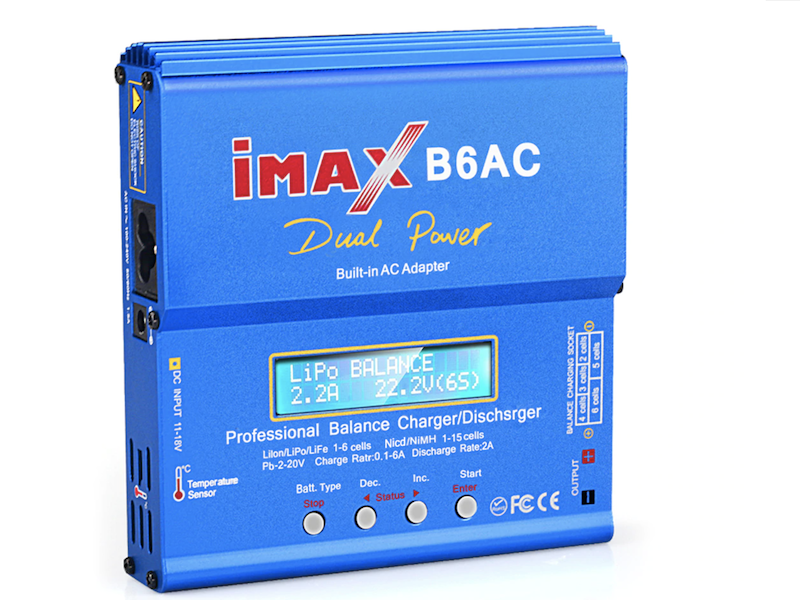 CAUTION
iMAX B6AC
Dual Power
Built-in AC Adapter
DC INPUT 11-18V
LiPo BALANCE
2.2A 22.2V(6S)
Professional Balance Charger/Dischsrger
LiIon/LiPo/LiFe 1-6 cells Nicd/NiMH 1-15cells
Pb-2-20V Charge Ratr:0.1-6A Discharge Rate:2A
°C
Temperature
Sensor
Batt. Type Dec. Inc. Start
Stop ◀ Status ▶ Enter
FC CE
BALANCE CHARGING SOCKET
4 cells 3 cells 2 cells
6 cells 5 cells
OUTPUT